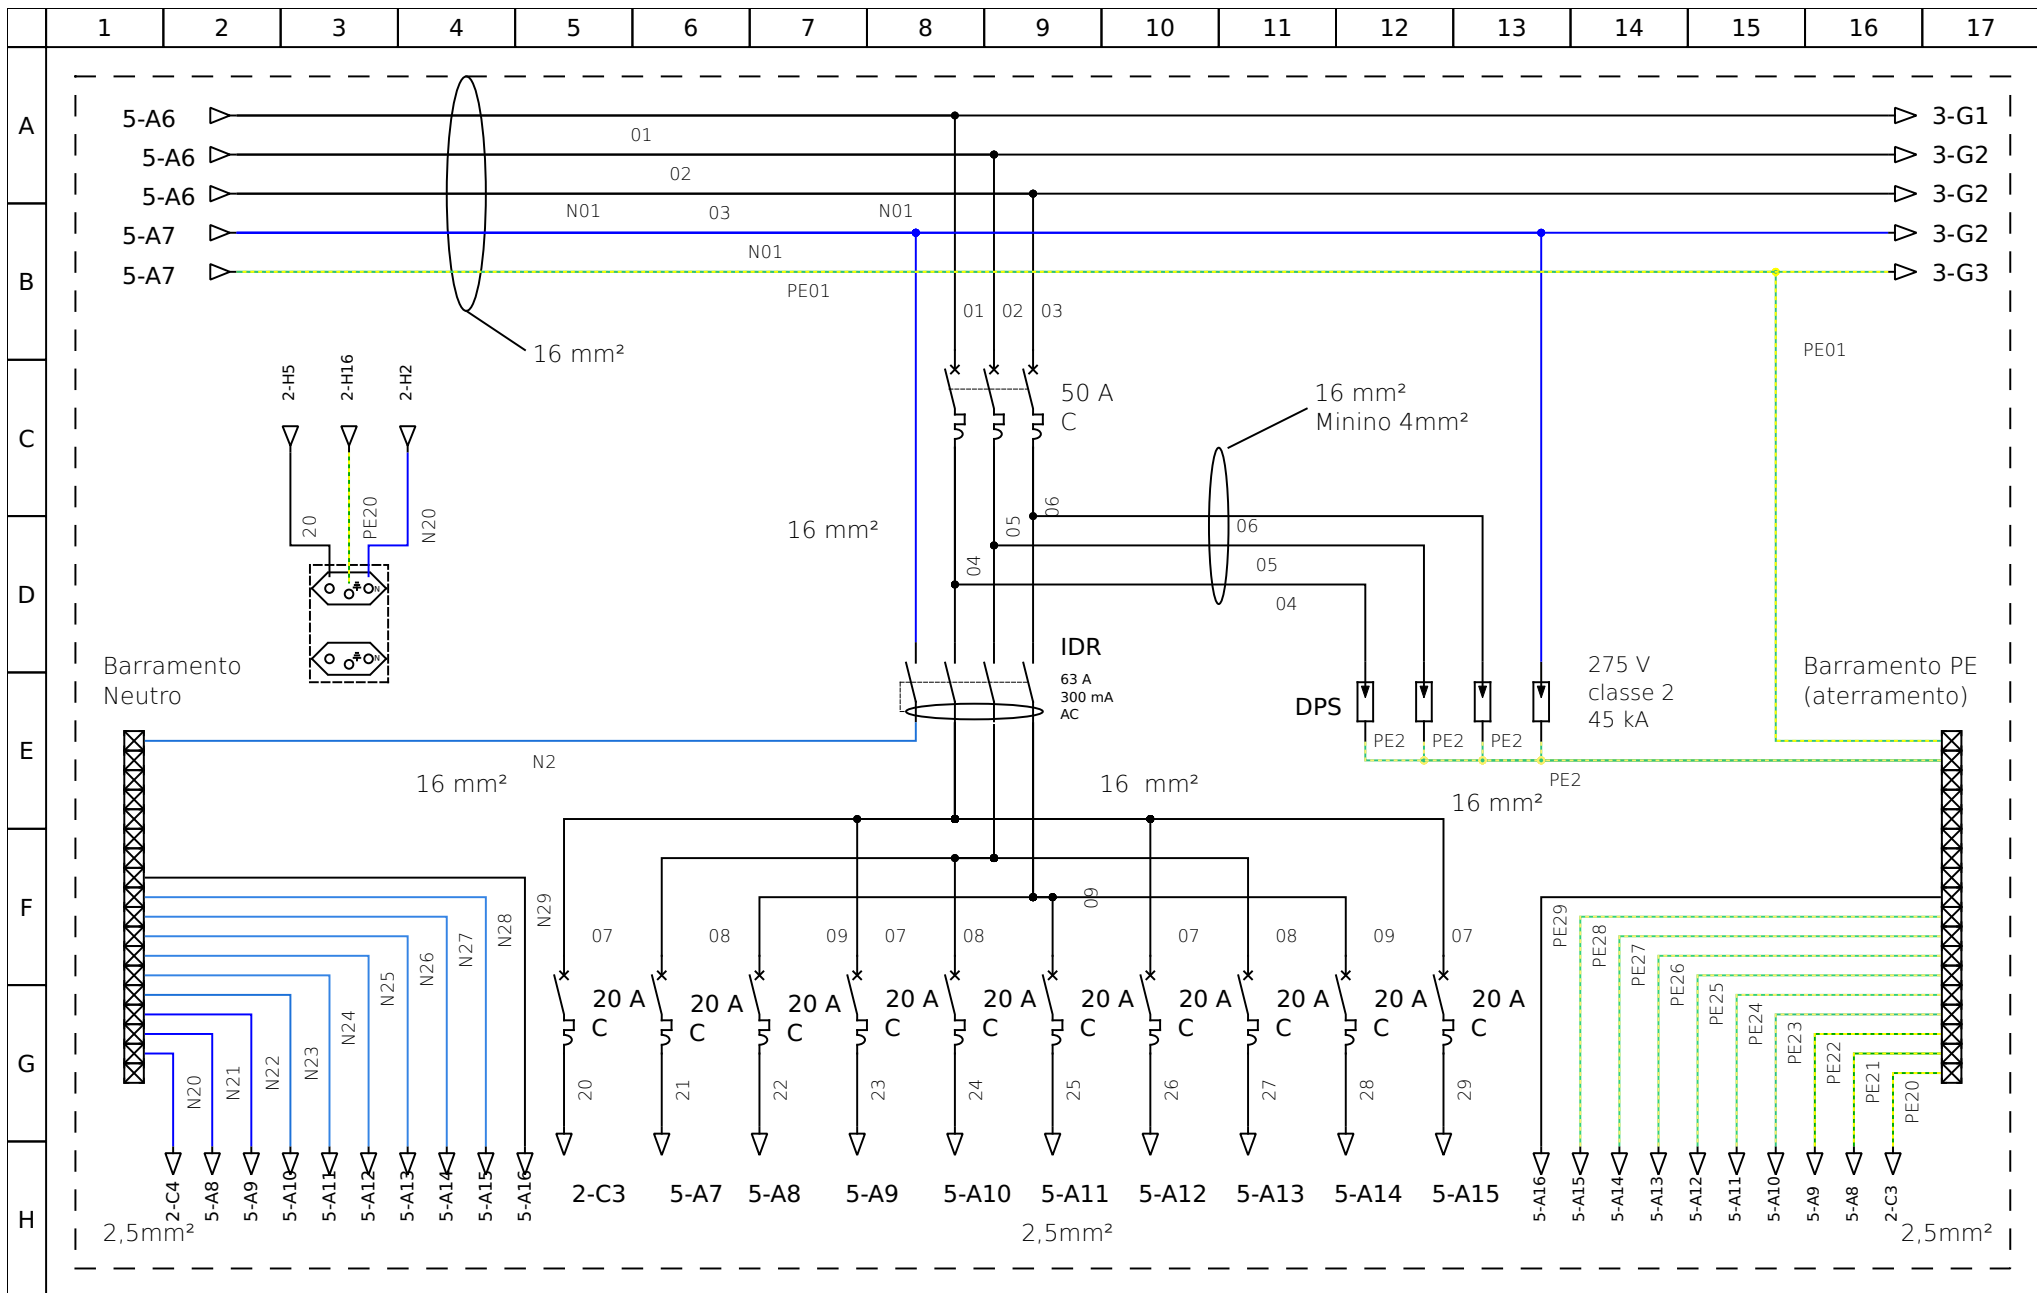 1 2 3 4 5 6 7 8 9 10 11 12 13 14 15 16 17
A
5-A6
3-G1
01
5-A6
3-G2
02
5-A6
3-G2
N01 03 N01
5-A7
3-G2
N01
B
5-A7
3-G3
PE01
01 02 03
16 mm²
PE01
2-H5 2-H16 2-H2
50 A
C
16 mm²
Minino 4mm²
C
20 PE20 N20
16 mm²
04 05 06
06
05
04
D
N
N
Barramento
Neutro
IDR
63 A
300 mA
AC
DPS
275 V
classe 2
45 kA
Barramento PE
(aterramento)
E
PE2 PE2 PE2
N2
PE2
16 mm²
16 mm²
16 mm²
F
09
N20 N21 N22 N23 N24 N25 N26 N27 N28 N29
07 08 09 07 08 07 08 09 07
PE29 PE28 PE27 PE26 PE25 PE24 PE23 PE22 PE21 PE20
20 A
C
20 A
C
20 A
C
20 A
C
20 A
C
20 A
C
20 A
C
20 A
C
20 A
C
20 A
C
G
20 21 22 23 24 25 26 27 28 29
H
2-C4 5-A8 5-A9 5-A10 5-A11 5-A12 5-A13 5-A14 5-A15 5-A16
2-C3 5-A7 5-A8 5-A9 5-A10 5-A11 5-A12 5-A13 5-A14 5-A15
5-A16 5-A15 5-A14 5-A13 5-A12 5-A11 5-A10 5-A9 5-A8 2-C3
2,5mm²
2,5mm²
2,5mm²